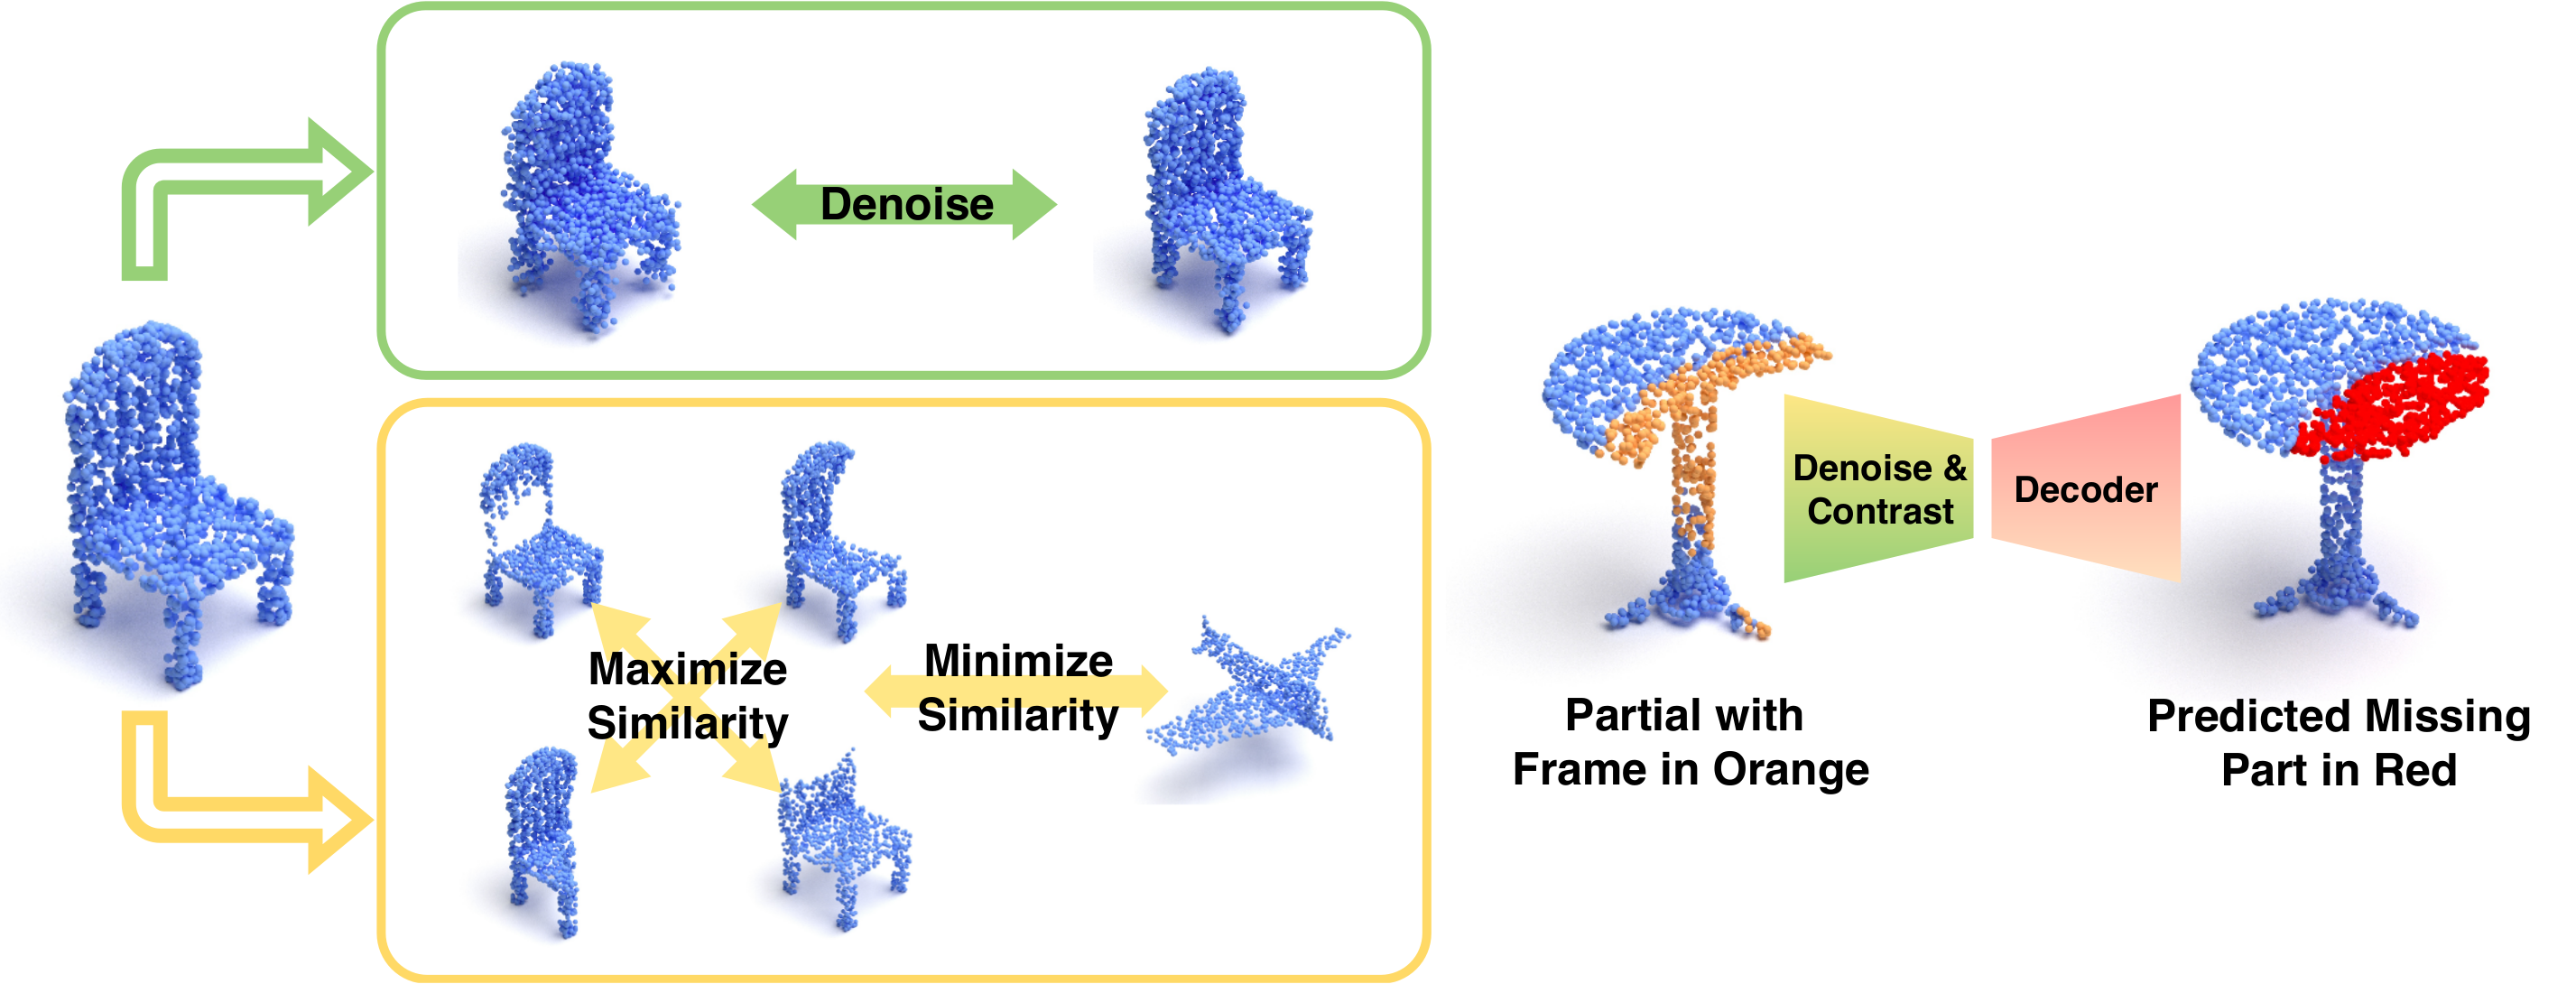 Denoise
Maximize
Similarity
Minimize
Similarity
Denoise &
Contrast
Decoder
Partial with
Frame in Orange
Predicted Missing
Part in Red